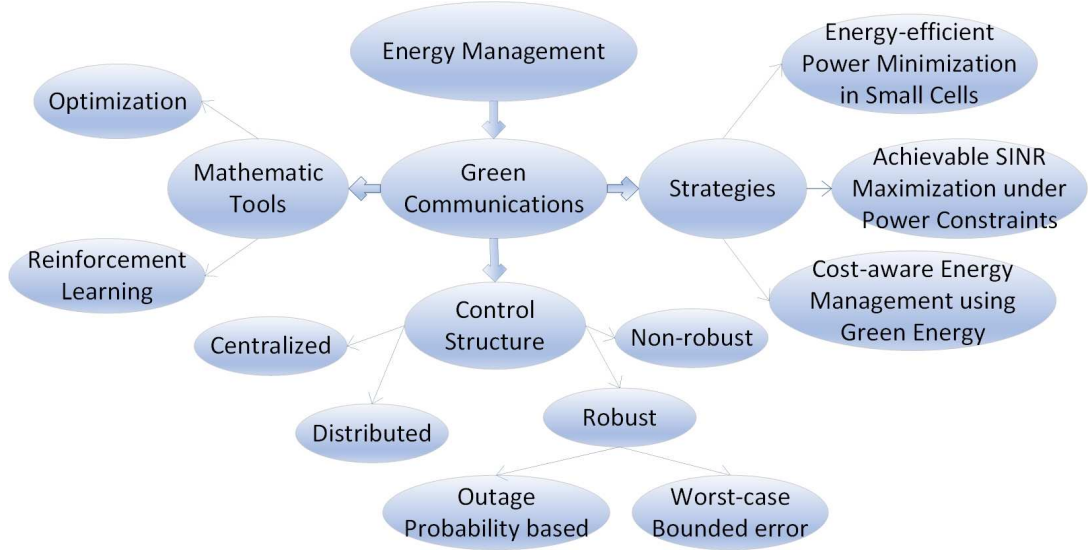 Energy Management
Energy-efficient
Power Minimization
in Small Cells
Optimization
Mathematic
Tools
Green
Communications
Strategies
Achievable SINR
Maximization under
Power Constraints
Reinforcement
Learning
Cost-aware Energy
Management using
Green Energy
Control
Structure
Centralized
Non-robust
Distributed
Robust
Outage
Probability based
Worst-case
Bounded error